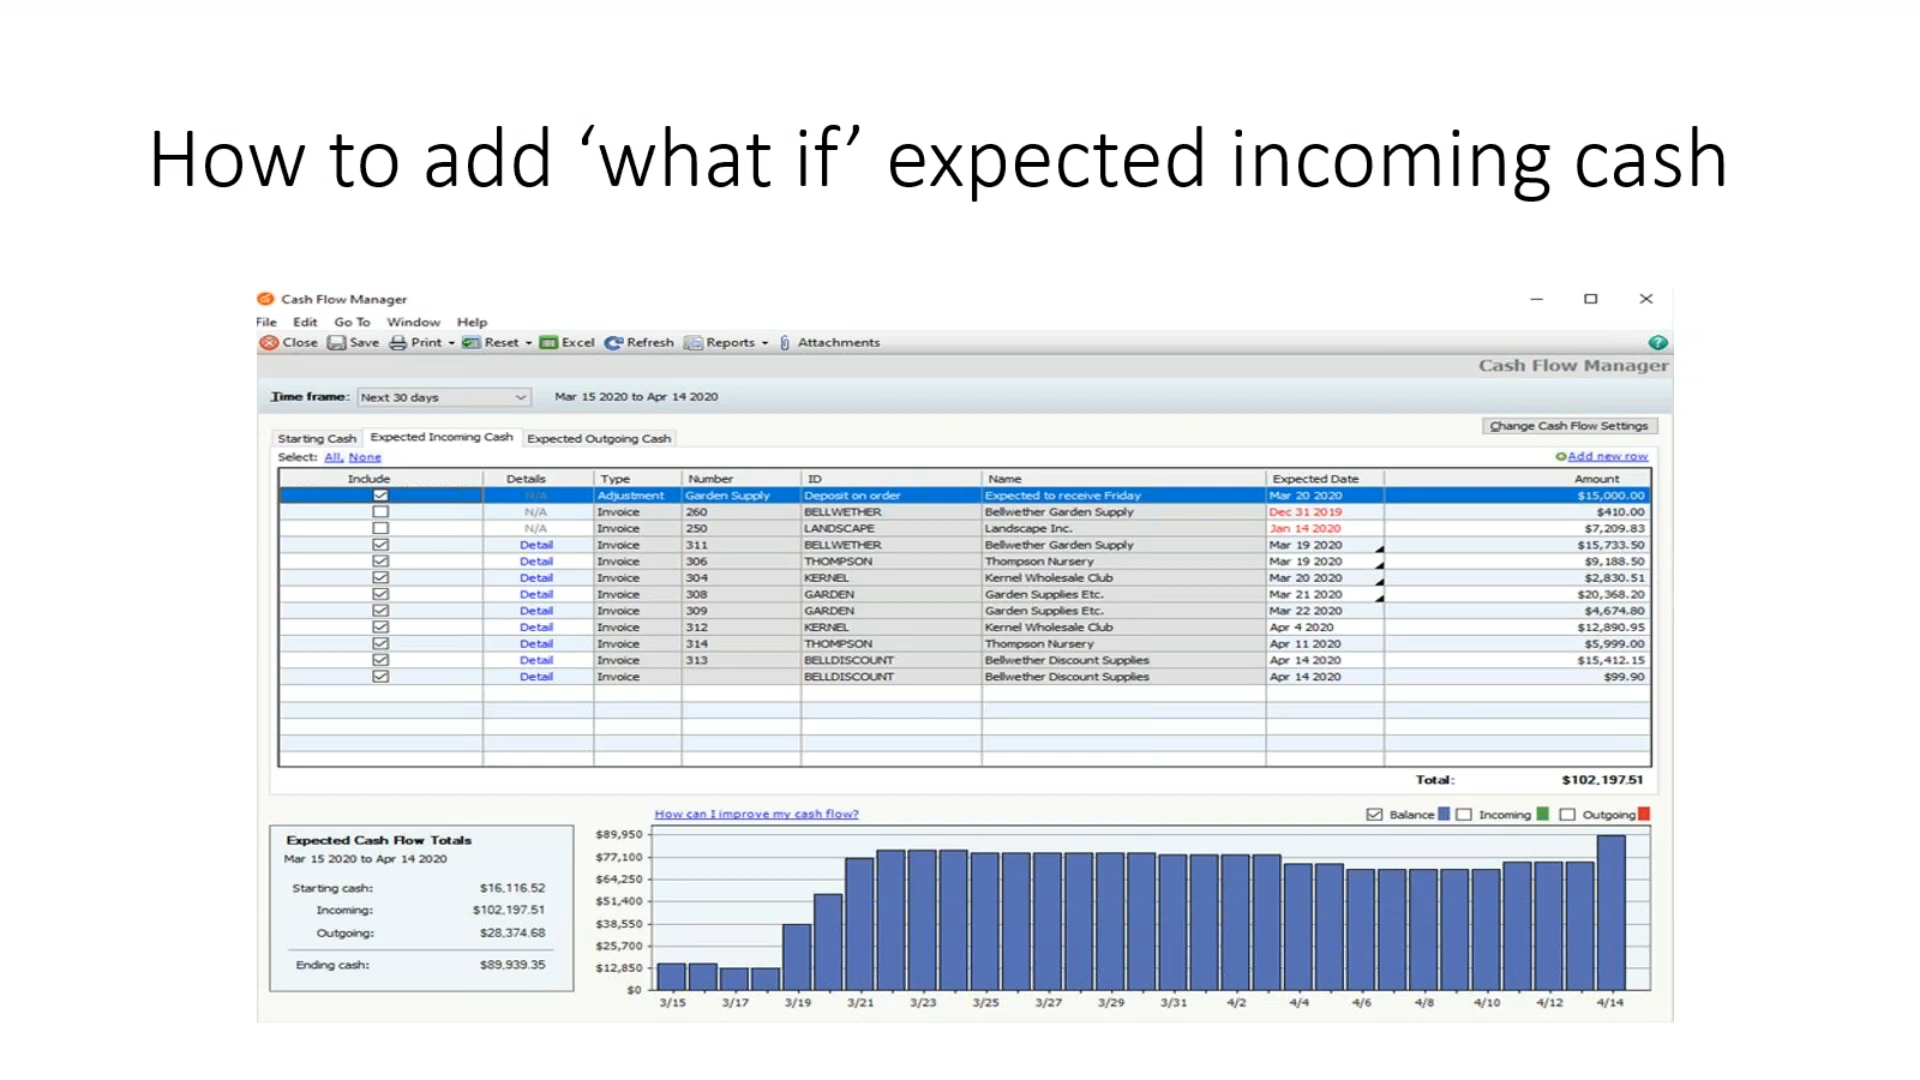 How to add ‘what if’ expected incoming cash
Cash Flow Manager
File Edit Go To Window Help
Close Save Print Reset Excel Refresh Reports Attachments
Cash Flow Manager
Time frame: Next 30 days Mar 15 2020 to Apr 14 2020
Change Cash Flow Settings
Starting Cash Expected Incoming Cash Expected Outgoing Cash
Select: All, None Add new row
Include Details Type Number ID Name Expected Date Amount
N/A Adjustment Garden Supply Deposit on order Expected to receive Friday Mar 20 2020 $15,000.00
N/A Invoice 260 BELLWETHER Bellwether Garden Supply Dec 31 2019 $410.00
N/A Invoice 250 LANDSCAPE Landscape Inc. Jan 14 2020 $7,209.83
Detail Invoice 311 BELLWETHER Bellwether Garden Supply Mar 19 2020 $15,733.50
Detail Invoice 306 THOMPSON Thompson Nursery Mar 19 2020 $9,188.50
Detail Invoice 304 KERNEL Kernel Wholesale Club Mar 20 2020 $2,830.51
Detail Invoice 308 GARDEN Garden Supplies Etc. Mar 21 2020 $20,368.20
Detail Invoice 309 GARDEN Garden Supplies Etc. Mar 22 2020 $4,674.80
Detail Invoice 312 KERNEL Kernel Wholesale Club Apr 4 2020 $12,890.95
Detail Invoice 314 THOMPSON Thompson Nursery Apr 11 2020 $5,999.00
Detail Invoice 313 BELLDISCOUNT Bellwether Discount Supplies Apr 14 2020 $15,412.15
Detail Invoice BELLDISCOUNT Bellwether Discount Supplies Apr 14 2020 $99.90
Total: $102,197.51
How can I improve my cash flow? Balance Incoming Outgoing
Expected Cash Flow Totals
Mar 15 2020 to Apr 14 2020
Starting cash: $16,116.52
Incoming: $102,197.51
Outgoing: $28,374.68
Ending cash: $89,939.35
$89,950
$77,100
$64,250
$51,400
$38,550
$25,700
$12,850
$0
3/15 3/17 3/19 3/21 3/23 3/25 3/27 3/29 3/31 4/2 4/4 4/6 4/8 4/10 4/12 4/14